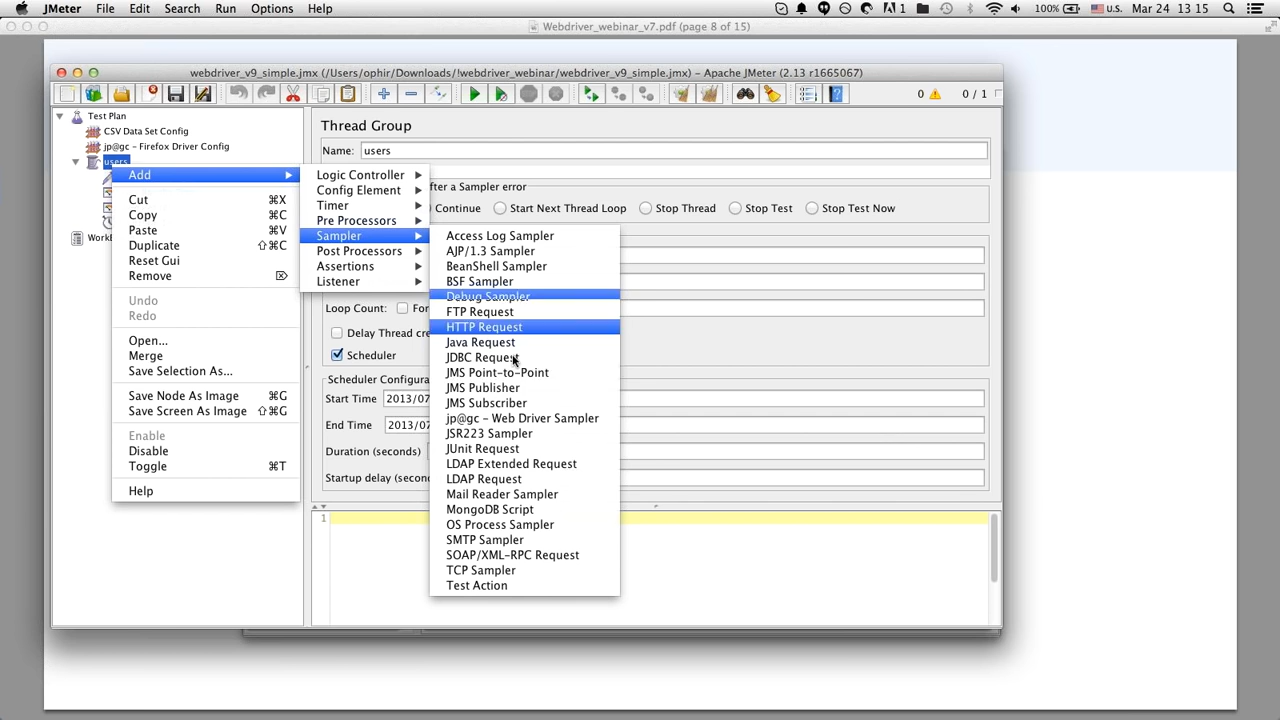 JMeter File Edit Search Run Options Help
1 100% U.S. Mar 24 13 15
Webdriver_webinar_v7.pdf (page 8 of 15)
webdriver_v9_simple.jmx (/Users/ophir/Downloads/!webdriver_webinar/webdriver_v9_simple.jmx) - Apache JMeter (2.13 r1665067)
0 0 / 1
Test Plan
CSV Data Set Config
jp@gc - Firefox Driver Config
users
Work
Add
Cut ⌘X
Copy ⌘C
Paste ⌘V
Duplicate ⇧⌘C
Reset Gui
Remove ⌦
Undo
Redo
Open...
Merge
Save Selection As...
Save Node As Image ⌘G
Save Screen As Image ⇧⌘G
Enable
Disable
Toggle ⌘T
Help
Logic Controller
Config Element
Timer
Pre Processors
Sampler
Post Processors
Assertions
Listener
Access Log Sampler
AJP/1.3 Sampler
BeanShell Sampler
BSF Sampler
Debug Sampler
FTP Request
HTTP Request
Java Request
JDBC Request
JMS Point-to-Point
JMS Publisher
JMS Subscriber
jp@gc - Web Driver Sampler
JSR223 Sampler
JUnit Request
LDAP Extended Request
LDAP Request
Mail Reader Sampler
MongoDB Script
OS Process Sampler
SMTP Sampler
SOAP/XML-RPC Request
TCP Sampler
Test Action
Thread Group
Name: users
after a Sampler error
Continue Start Next Thread Loop Stop Thread Stop Test Stop Test Now
Loop Count: For
Delay Thread cre
Scheduler
Scheduler Configura
Start Time 2013/07
End Time 2013/07
Duration (seconds)
Startup delay (secon
1